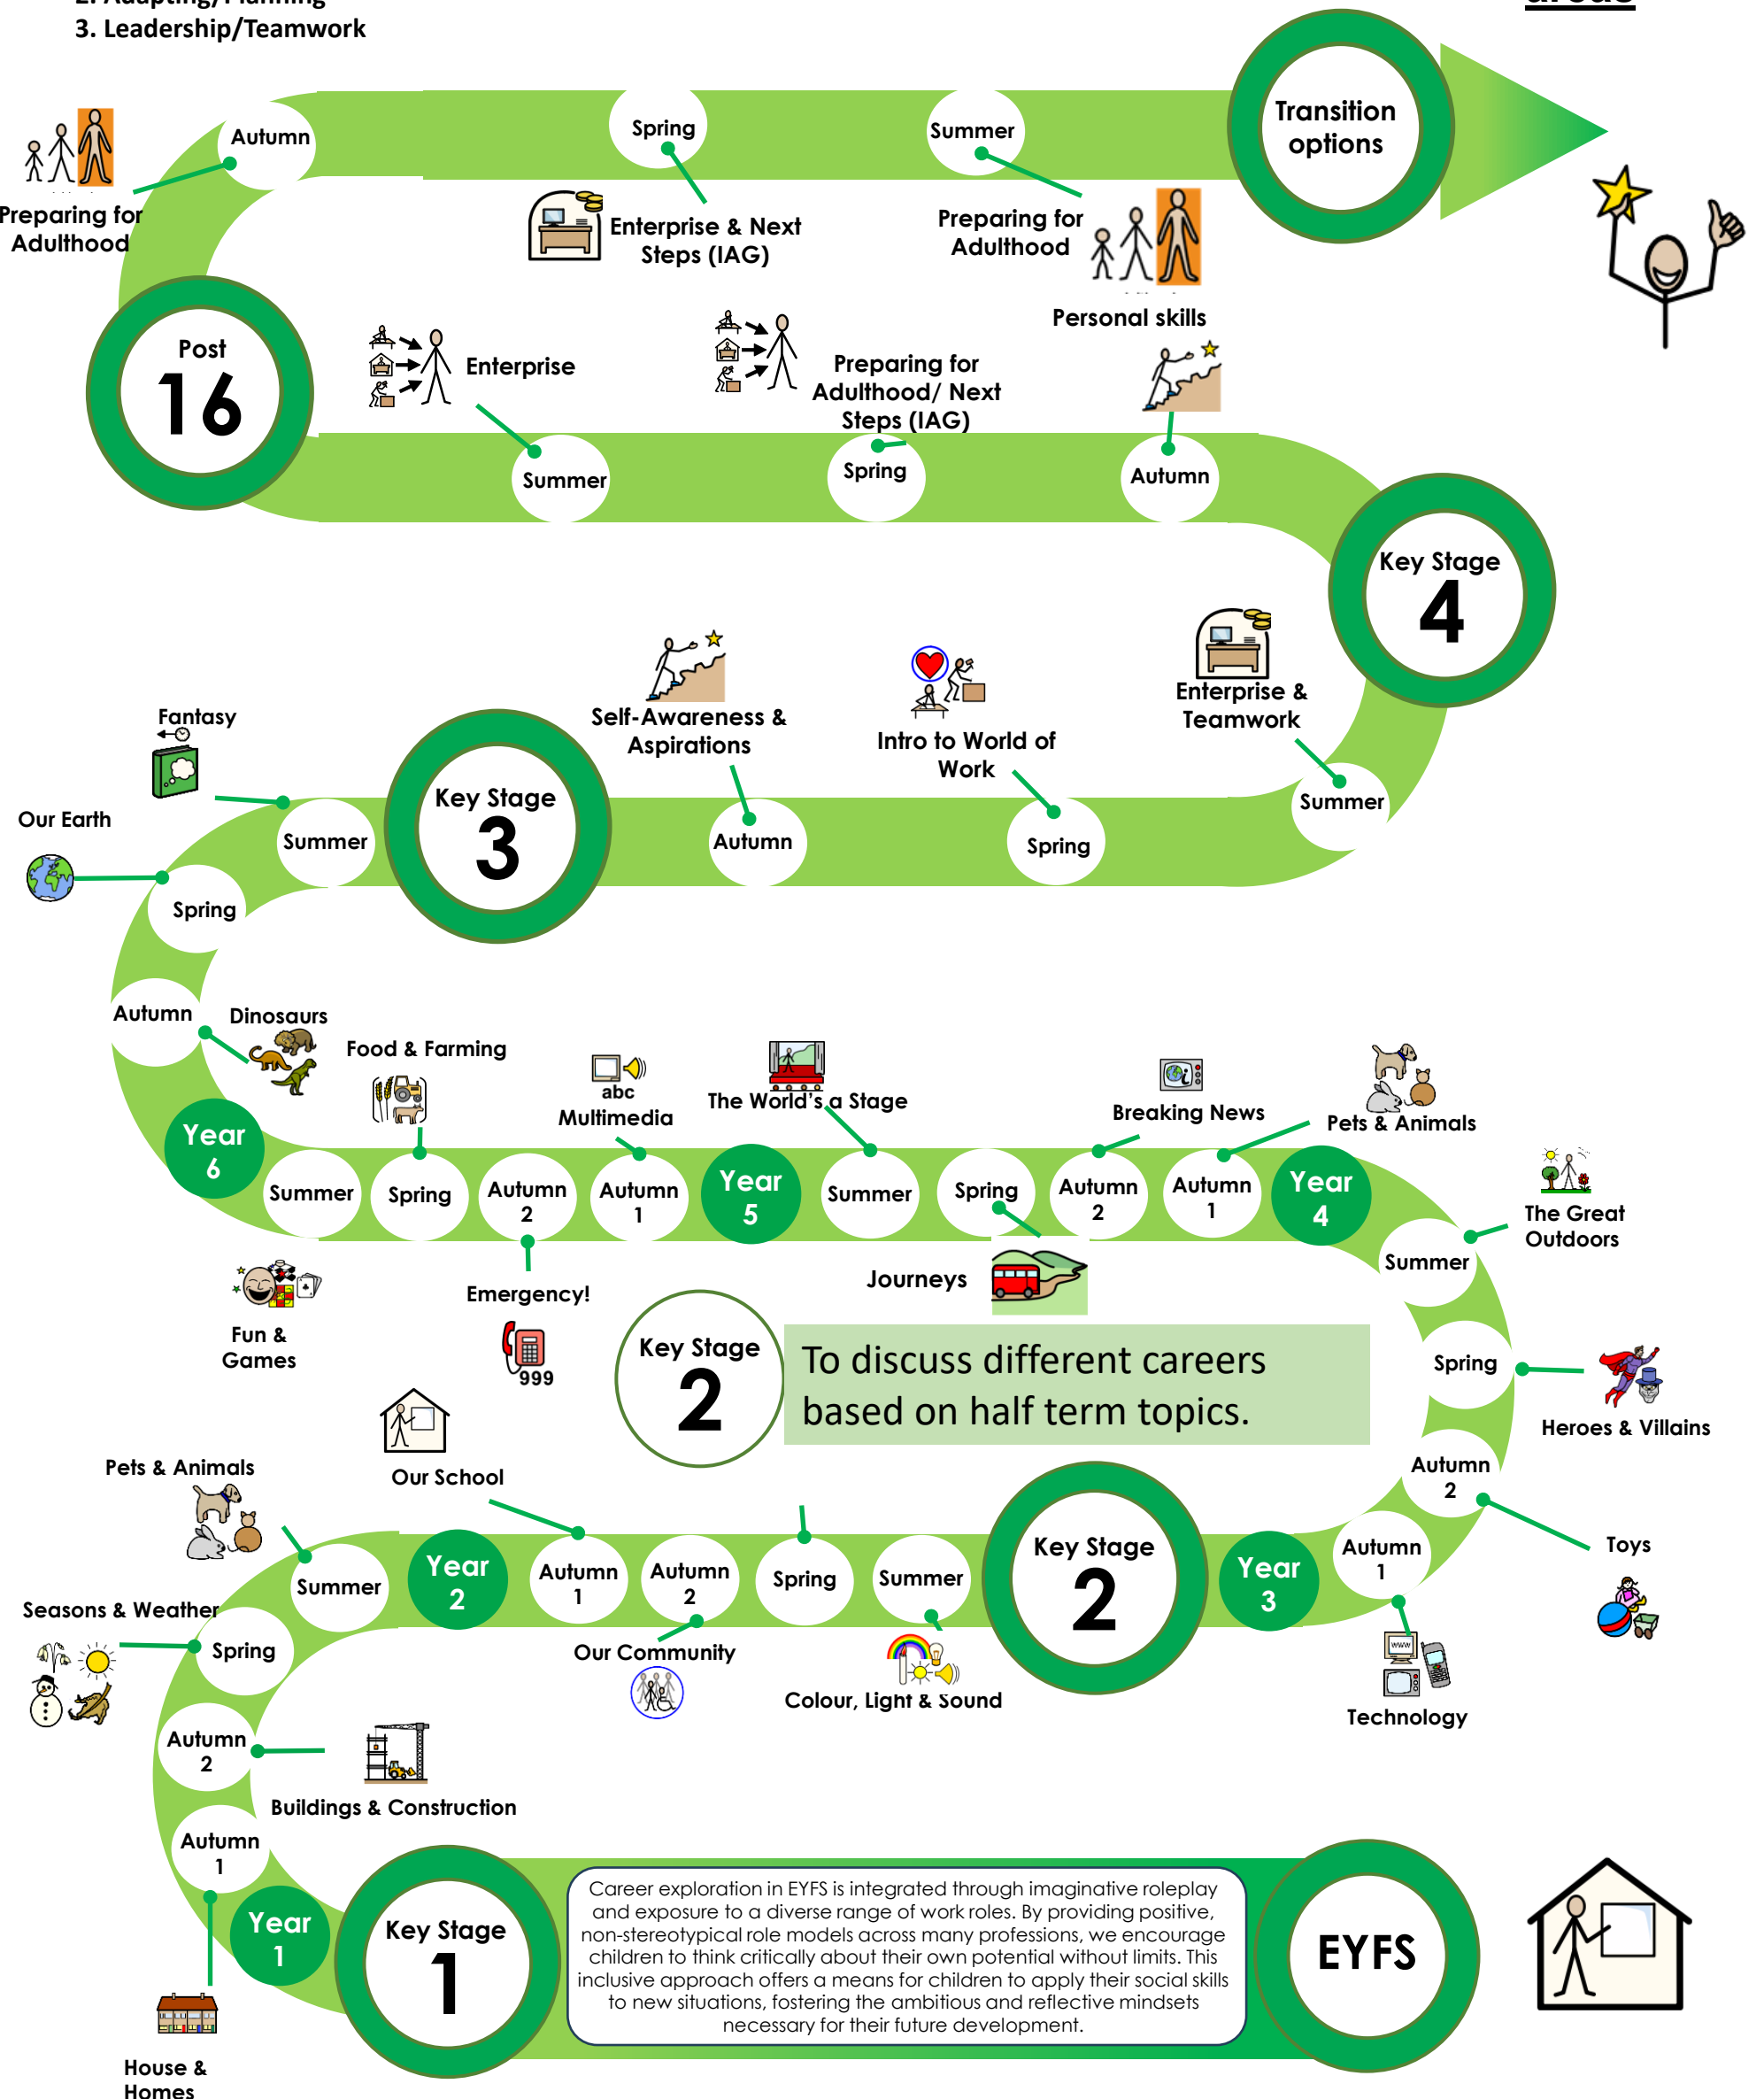 2. Adapting/Planning
3. Leadership/Teamwork
areas
Autumn
Spring
Summer
Transition
options
Preparing for
Adulthood
Enterprise & Next
Steps (IAG)
Preparing for
Adulthood
Personal skills
Post
16
Enterprise
Preparing for
Adulthood/ Next
Steps (IAG)
Summer
Spring
Autumn
Key Stage
4
Enterprise &
Teamwork
Self-Awareness &
Aspirations
Intro to World of
Work
Fantasy
Our Earth
Summer
Key Stage
3
Autumn
Spring
Summer
Spring
Autumn
Dinosaurs
Food & Farming
abc
Multimedia
The World's a Stage
Breaking News
Pets & Animals
Year
6
Summer
Spring
Autumn
2
Autumn
1
Year
5
Summer
Spring
Autumn
2
Autumn
1
Year
4
The Great
Outdoors
Summer
Fun &
Games
Emergency!
999
Journeys
Key Stage
2
To discuss different careers
based on half term topics.
Spring
Heroes & Villains
Autumn
2
Toys
Pets & Animals
Our School
Summer
Year
2
Autumn
1
Autumn
2
Spring
Summer
Key Stage
2
Year
3
Autumn
1
Seasons & Weather
Spring
Our Community
Colour, Light & Sound
www
Technology
Autumn
2
Buildings & Construction
Autumn
1
Year
1
Key Stage
1
Career exploration in EYFS is integrated through imaginative roleplay
and exposure to a diverse range of work roles. By providing positive,
non-stereotypical role models across many professions, we encourage
children to think critically about their own potential without limits. This
inclusive approach offers a means for children to apply their social skills
to new situations, fostering the ambitious and reflective mindsets
necessary for their future development.
EYFS
House &
Homes